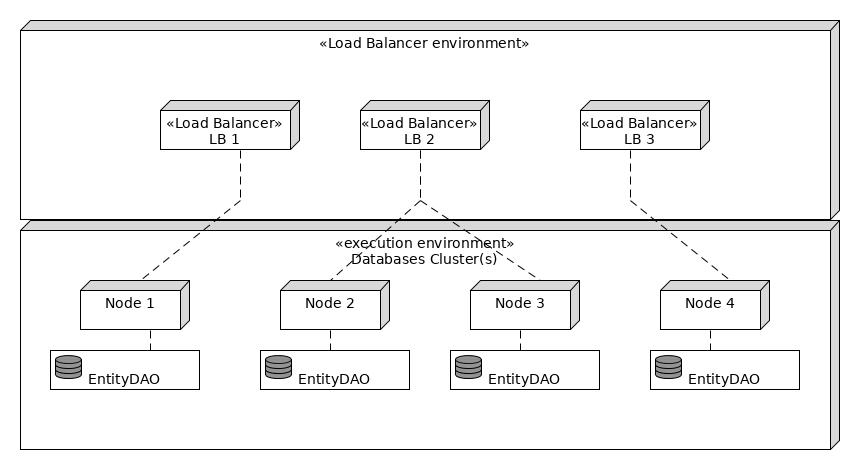 «Load Balancer environment»
«Load Balancer»
LB 1
«Load Balancer»
LB 2
«Load Balancer»
LB 3
«execution environment»
Databases Cluster(s)
Node 1
Node 2
Node 3
Node 4
EntityDAO
EntityDAO
EntityDAO
EntityDAO